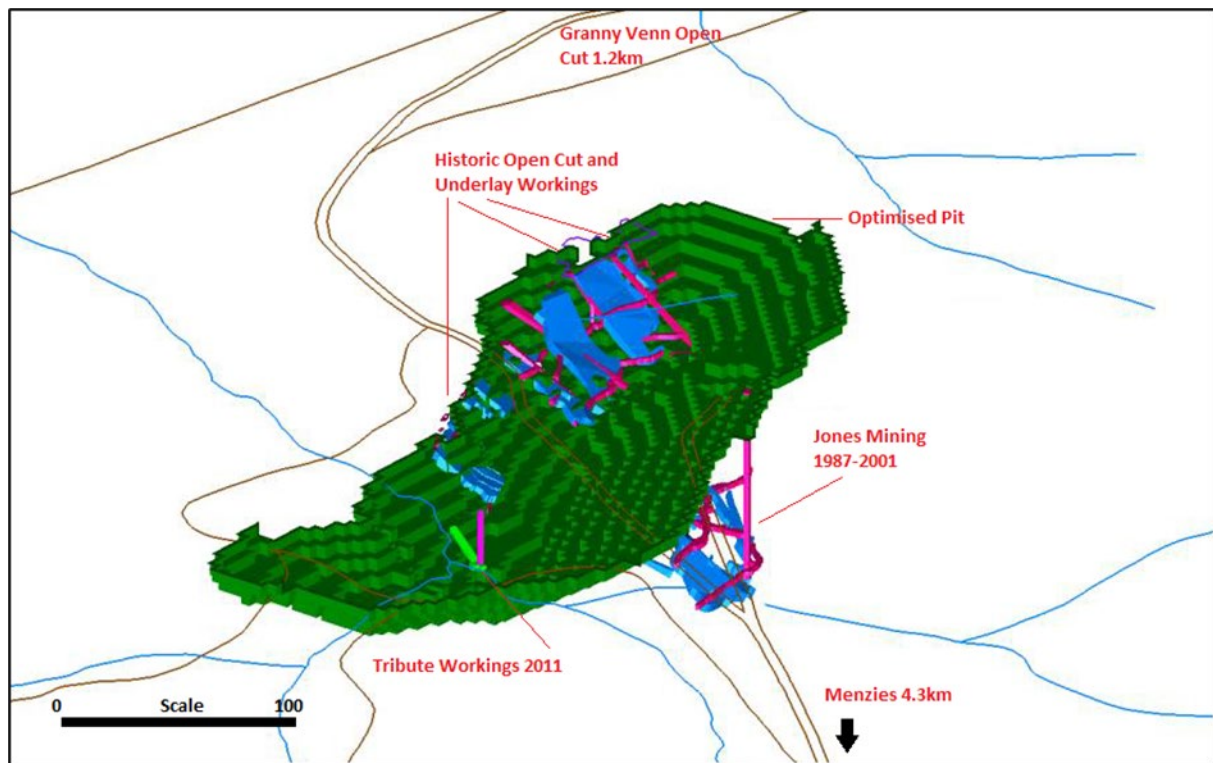 Granny Venn Open
Cut 1.2km
Historic Open Cut and
Underlay Workings
Optimised Pit
Jones Mining
1987-2001
Tribute Workings 2011
Menzies 4.3km
0 Scale 100